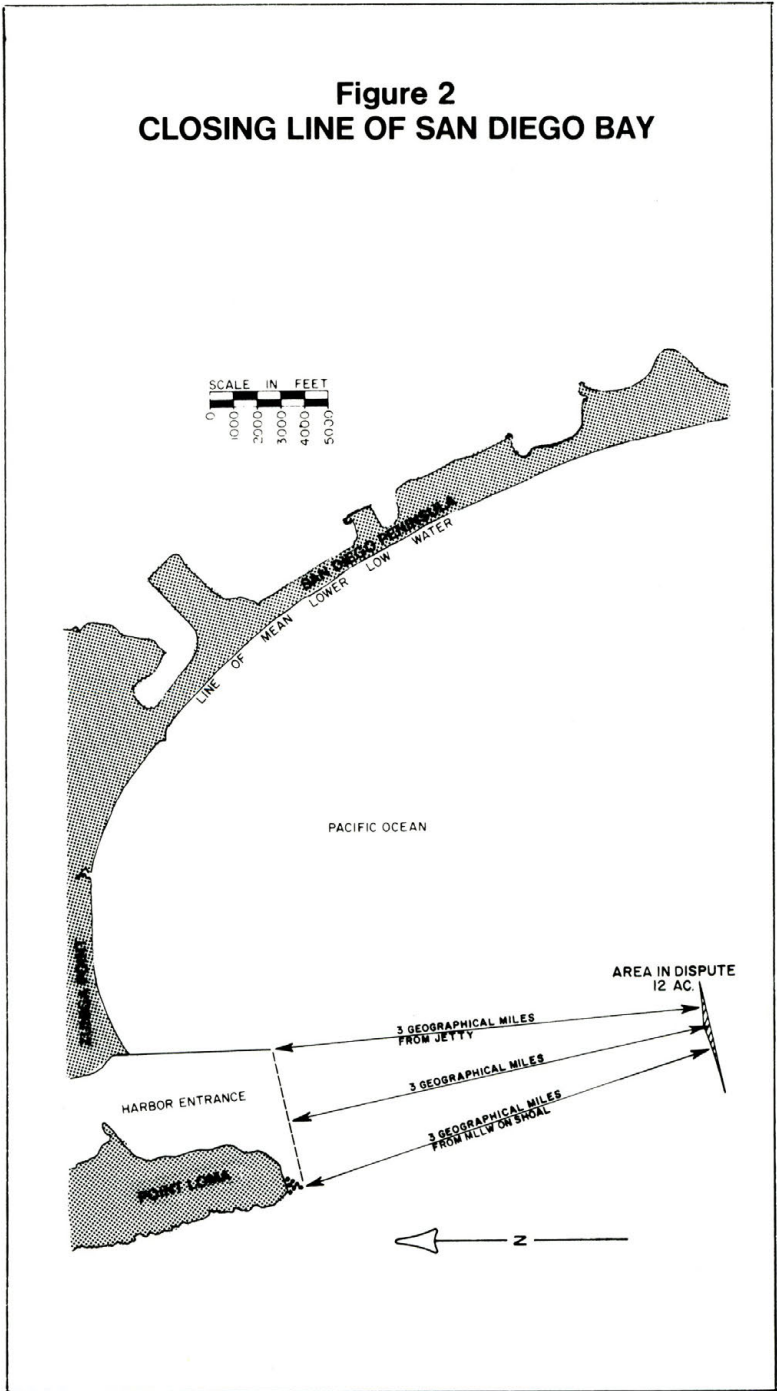 Figure 2
CLOSING LINE OF SAN DIEGO BAY
SCALE IN FEET
0
1000
2000
3000
4000
5000
SAN DIEGO PENINSULA
LINE OF MEAN LOWER LOW WATER
PACIFIC OCEAN
AREA IN DISPUTE
12 AC.
3 GEOGRAPHICAL MILES
FROM JETTY
3 GEOGRAPHICAL MILES
3 GEOGRAPHICAL MILES
FROM MLLW ON SHOAL
HARBOR ENTRANCE
POINT LOMA
N